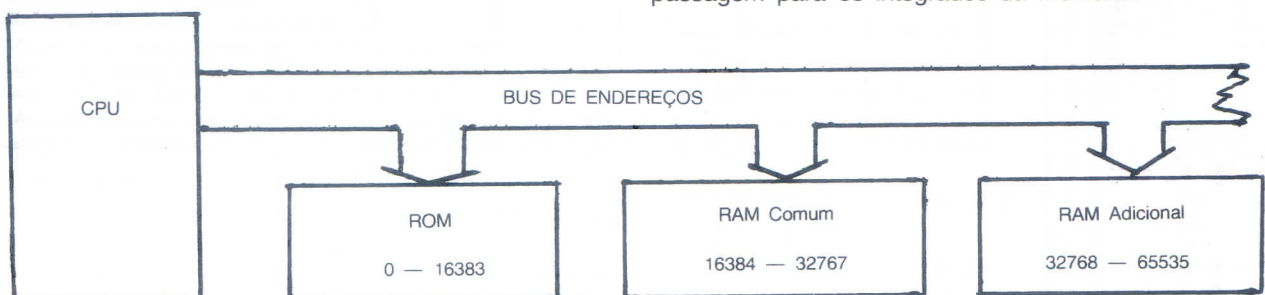 passagem para os integrados
CPU
BUS DE ENDEREÇOS
ROM
0 — 16383
RAM Comum
16384 — 32767
RAM Adicional
32768 — 65535